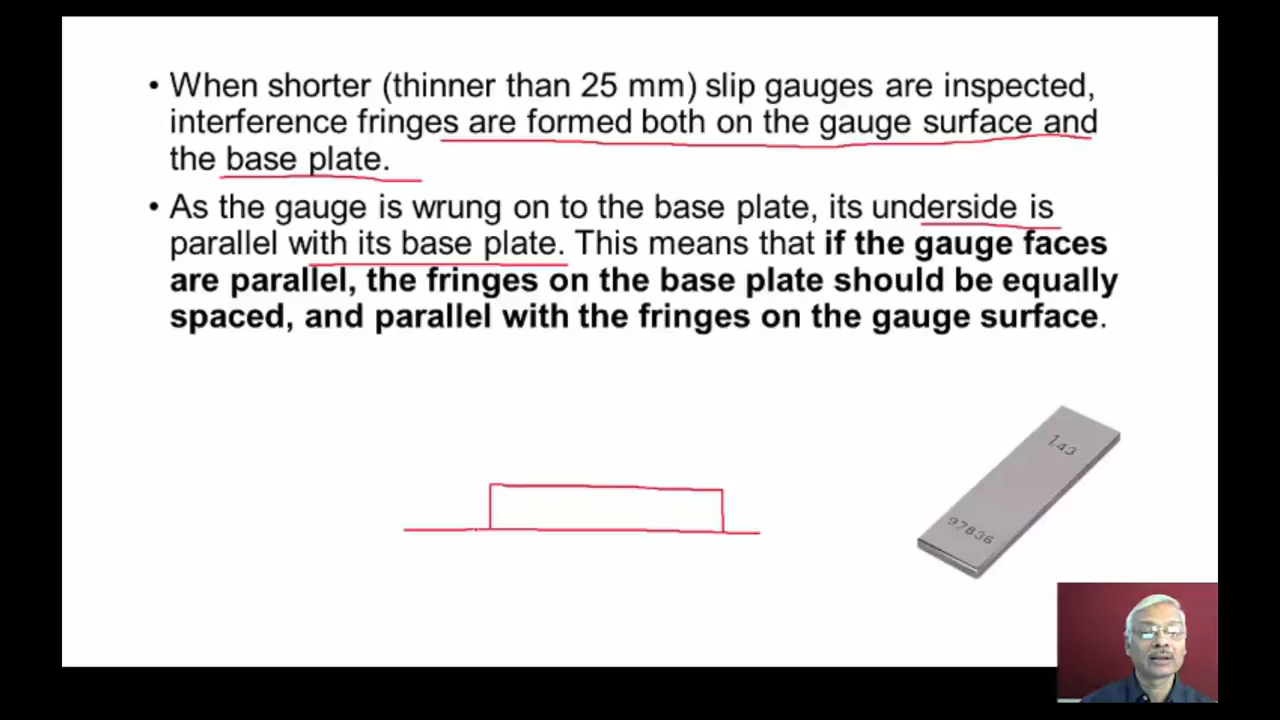 • When shorter (thinner than 25 mm) slip gauges are inspected,
interference fringes are formed both on the gauge surface and
the base plate.
• As the gauge is wrung on to the base plate, its underside is
parallel with its base plate. This means that if the gauge faces
are parallel, the fringes on the base plate should be equally
spaced, and parallel with the fringes on the gauge surface.
1.43
97836